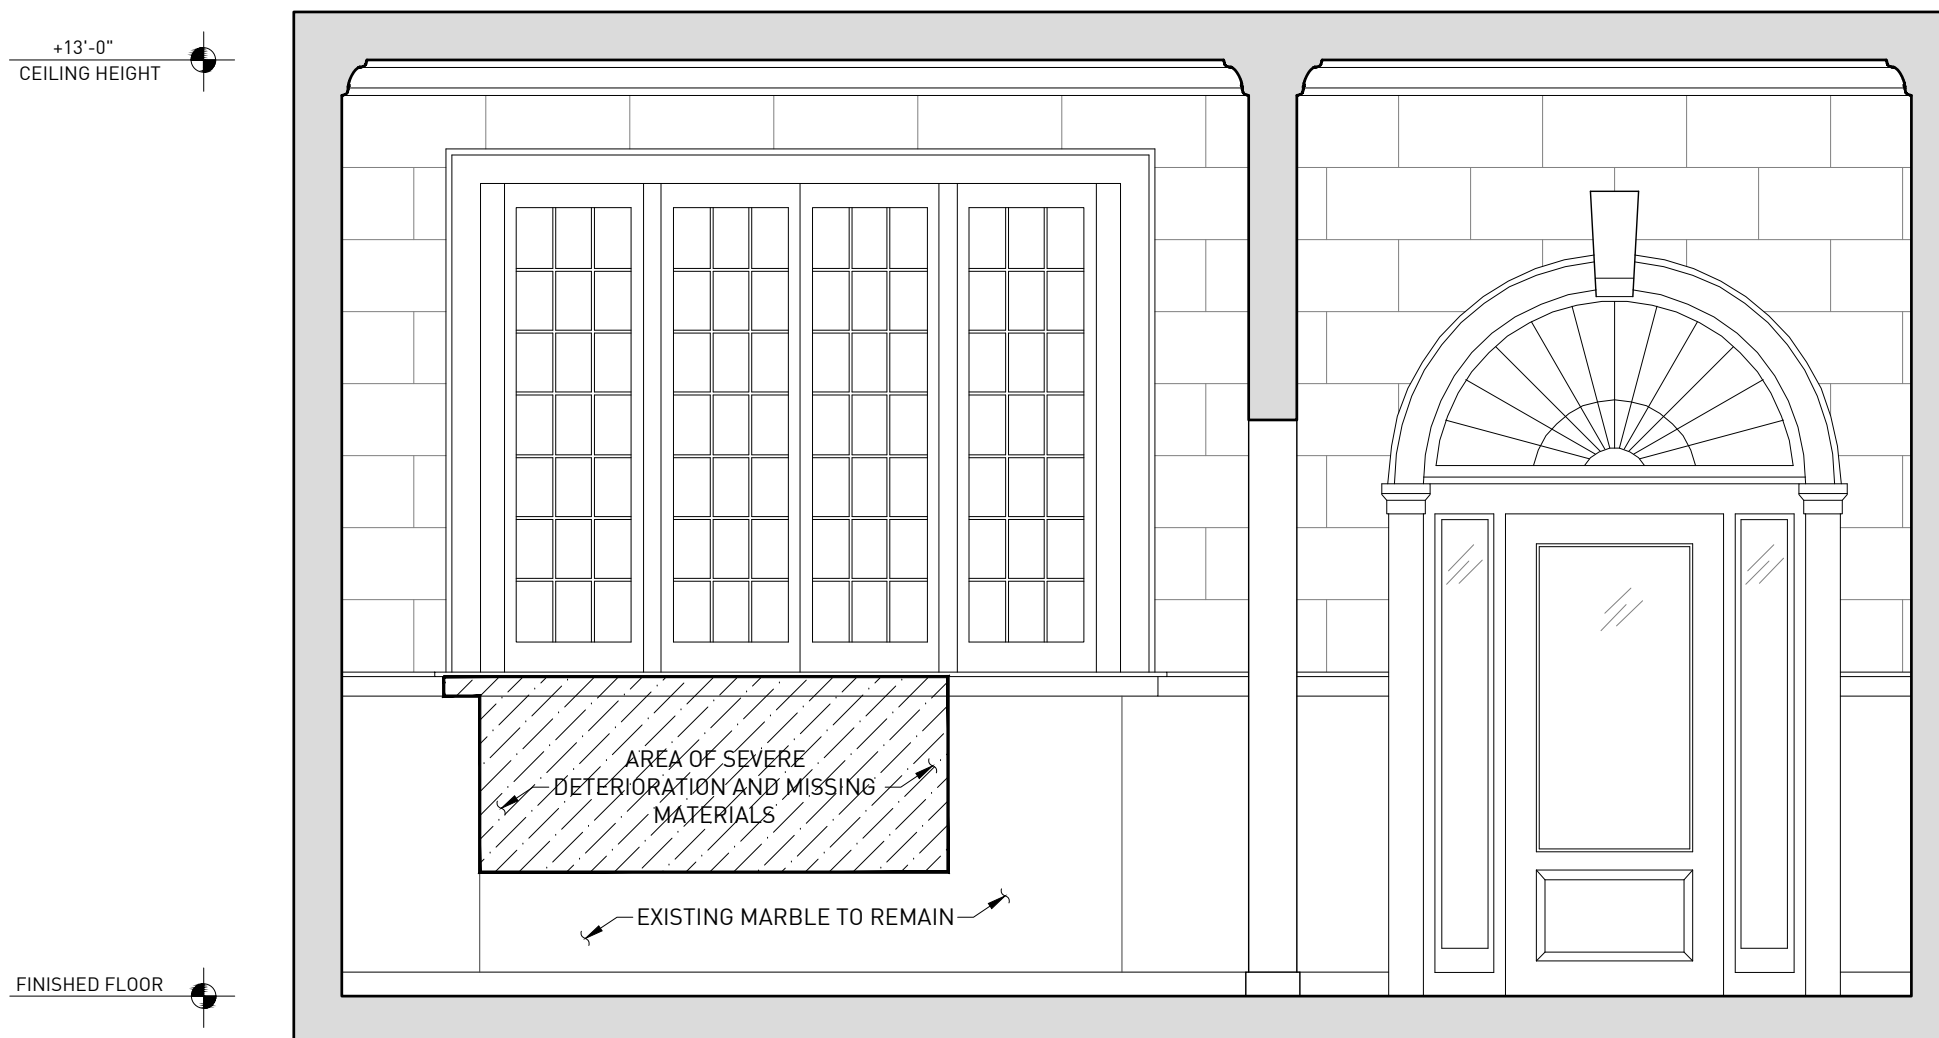 +13'-0"
CEILING HEIGHT
AREA OF SEVERE
DETERIORATION AND MISSING
MATERIALS
EXISTING MARBLE TO REMAIN
FINISHED FLOOR